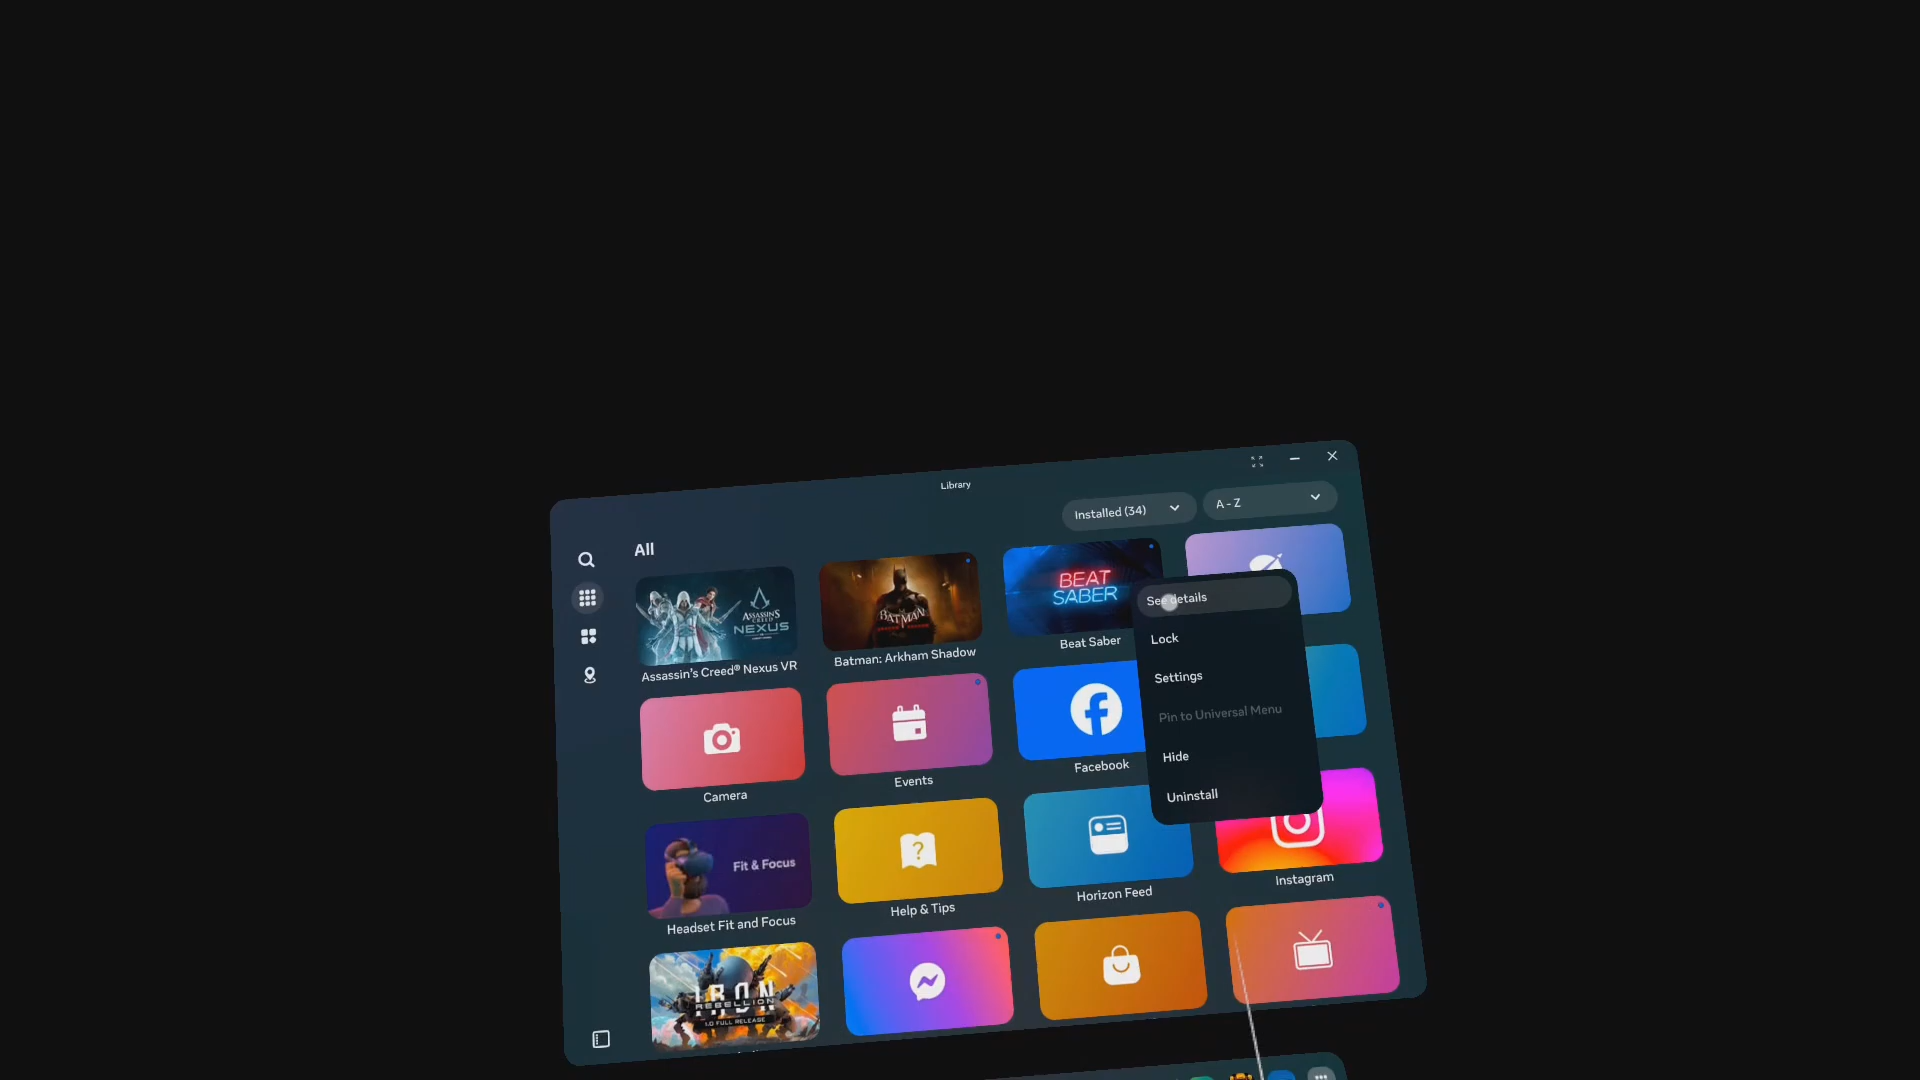 Library
Installed (34)
A - Z
All
ASSASSIN'S
CREED
NEXUS
BATMAN
BEAT
SABER
See details
Lock
Settings
Pin to Universal Menu
Hide
Uninstall
Assassin's Creed® Nexus VR
Batman: Arkham Shadow
Beat Saber
Camera
Events
Facebook
Fit & Focus
Headset Fit and Focus
Help & Tips
Horizon Feed
Instagram
IRON
REBELLION
1.0 FULL RELEASE